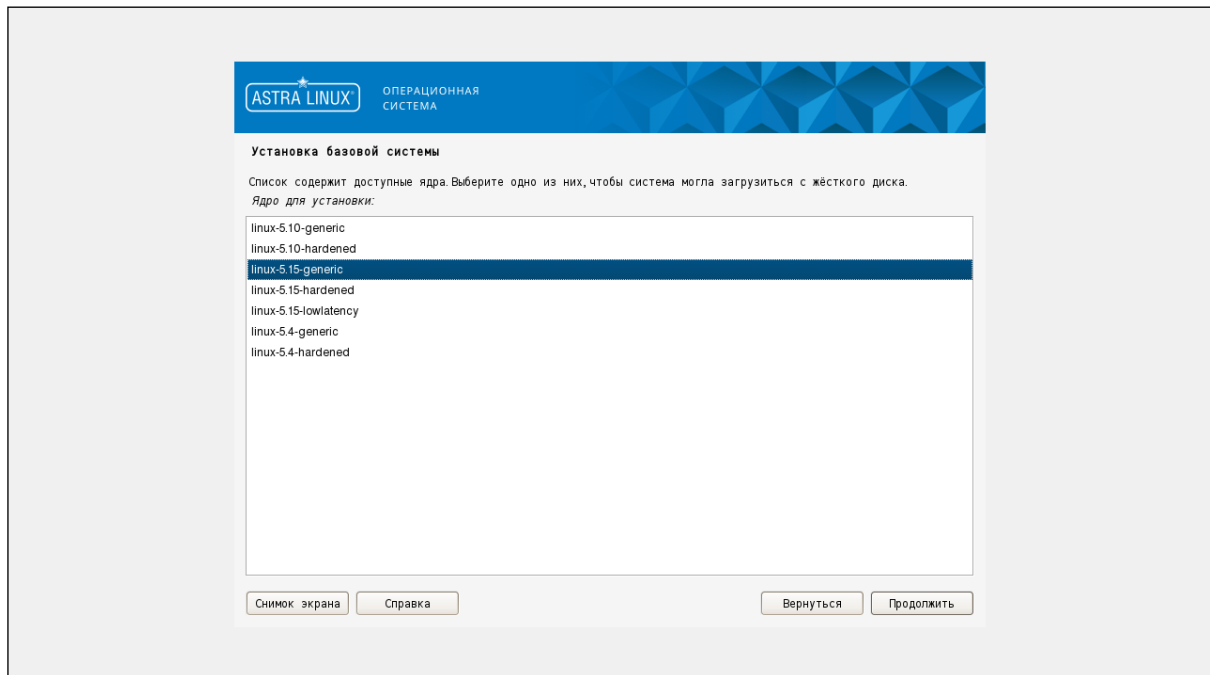 ASTRA LINUX®
ОПЕРАЦИОННАЯ
СИСТЕМА
Установка базовой системы
Список содержит доступные ядра. Выберите одно из них, чтобы система могла загрузиться с жёсткого диска.
Ядро для установки:
linux-5.10-generic
linux-5.10-hardened
linux-5.15-generic
linux-5.15-hardened
linux-5.15-lowlatency
linux-5.4-generic
linux-5.4-hardened
Снимок экрана Справка Вернуться Продолжить